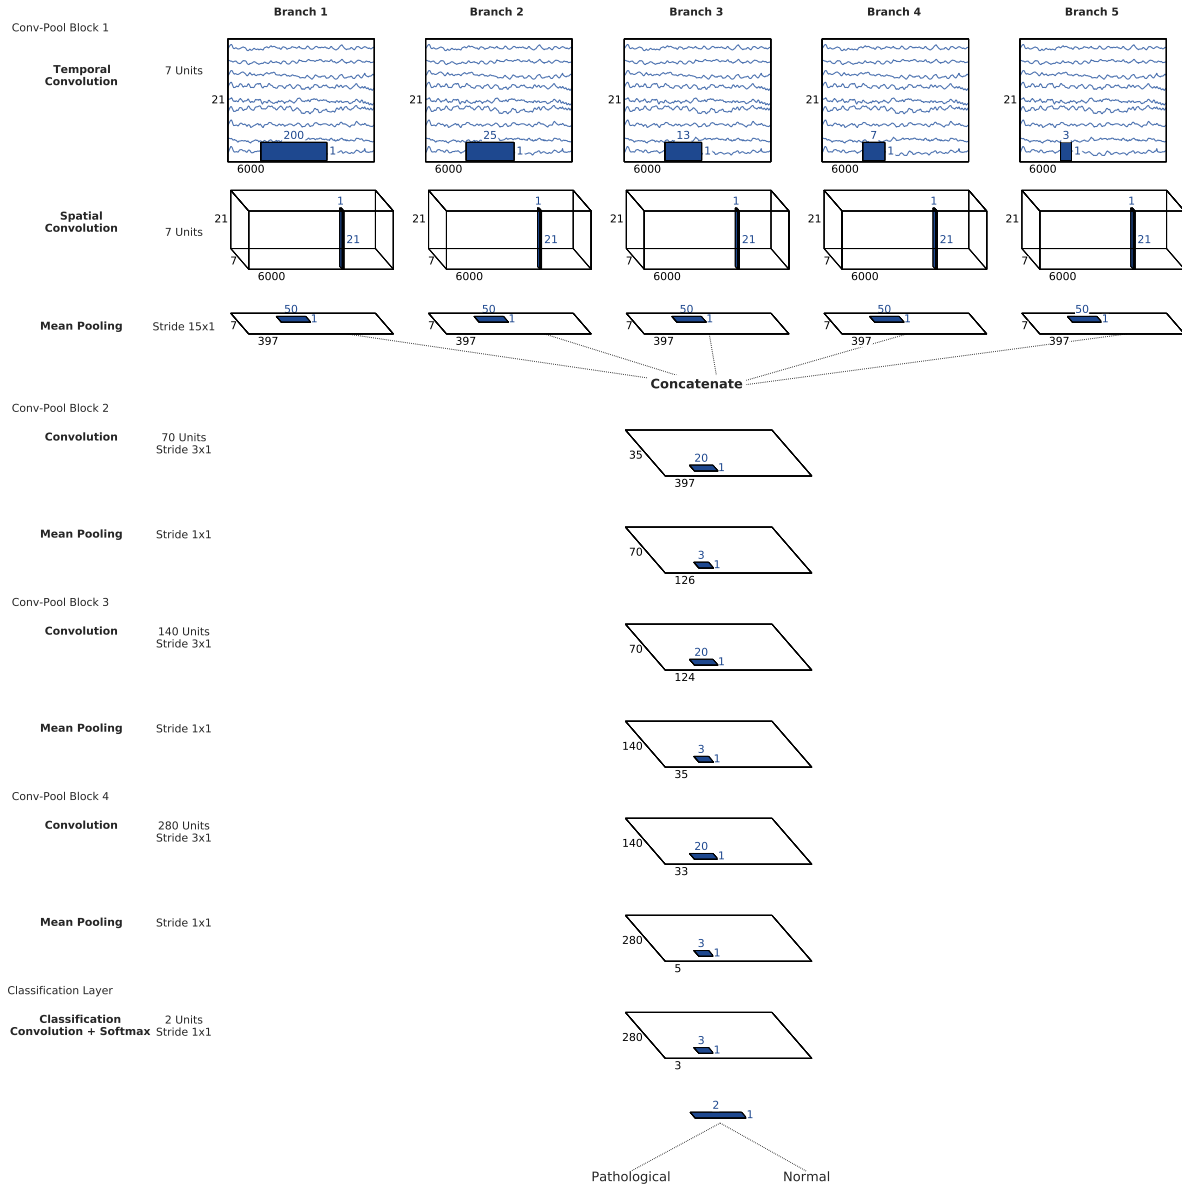 Branch 1 Branch 2 Branch 3 Branch 4 Branch 5
Conv-Pool Block 1
Temporal
Convolution
7 Units
21 21 21 21 21
200 25 13 7 3
1 1 1 1 1
6000 6000 6000 6000 6000
Spatial
Convolution
7 Units
1 1 1 1 1
21 21 21 21 21
21 21 21 21 21
7 7 7 7 7
6000 6000 6000 6000 6000
50 50 50 50 50
Mean Pooling Stride 15x1
7 7 7 7 7
1 1 1 1 1
397 397 397 397 397
Concatenate
Conv-Pool Block 2
Convolution
70 Units
Stride 3x1
35
20
1
397
Mean Pooling
Stride 1x1
70
3
1
126
Conv-Pool Block 3
Convolution
140 Units
Stride 3x1
70
20
1
124
Mean Pooling
Stride 1x1
140
3
1
35
Conv-Pool Block 4
Convolution
280 Units
Stride 3x1
140
20
1
33
Mean Pooling
Stride 1x1
280
3
1
5
Classification Layer
Classification
Convolution + Softmax
2 Units
Stride 1x1
280
3
1
3
2
1
Pathological Normal